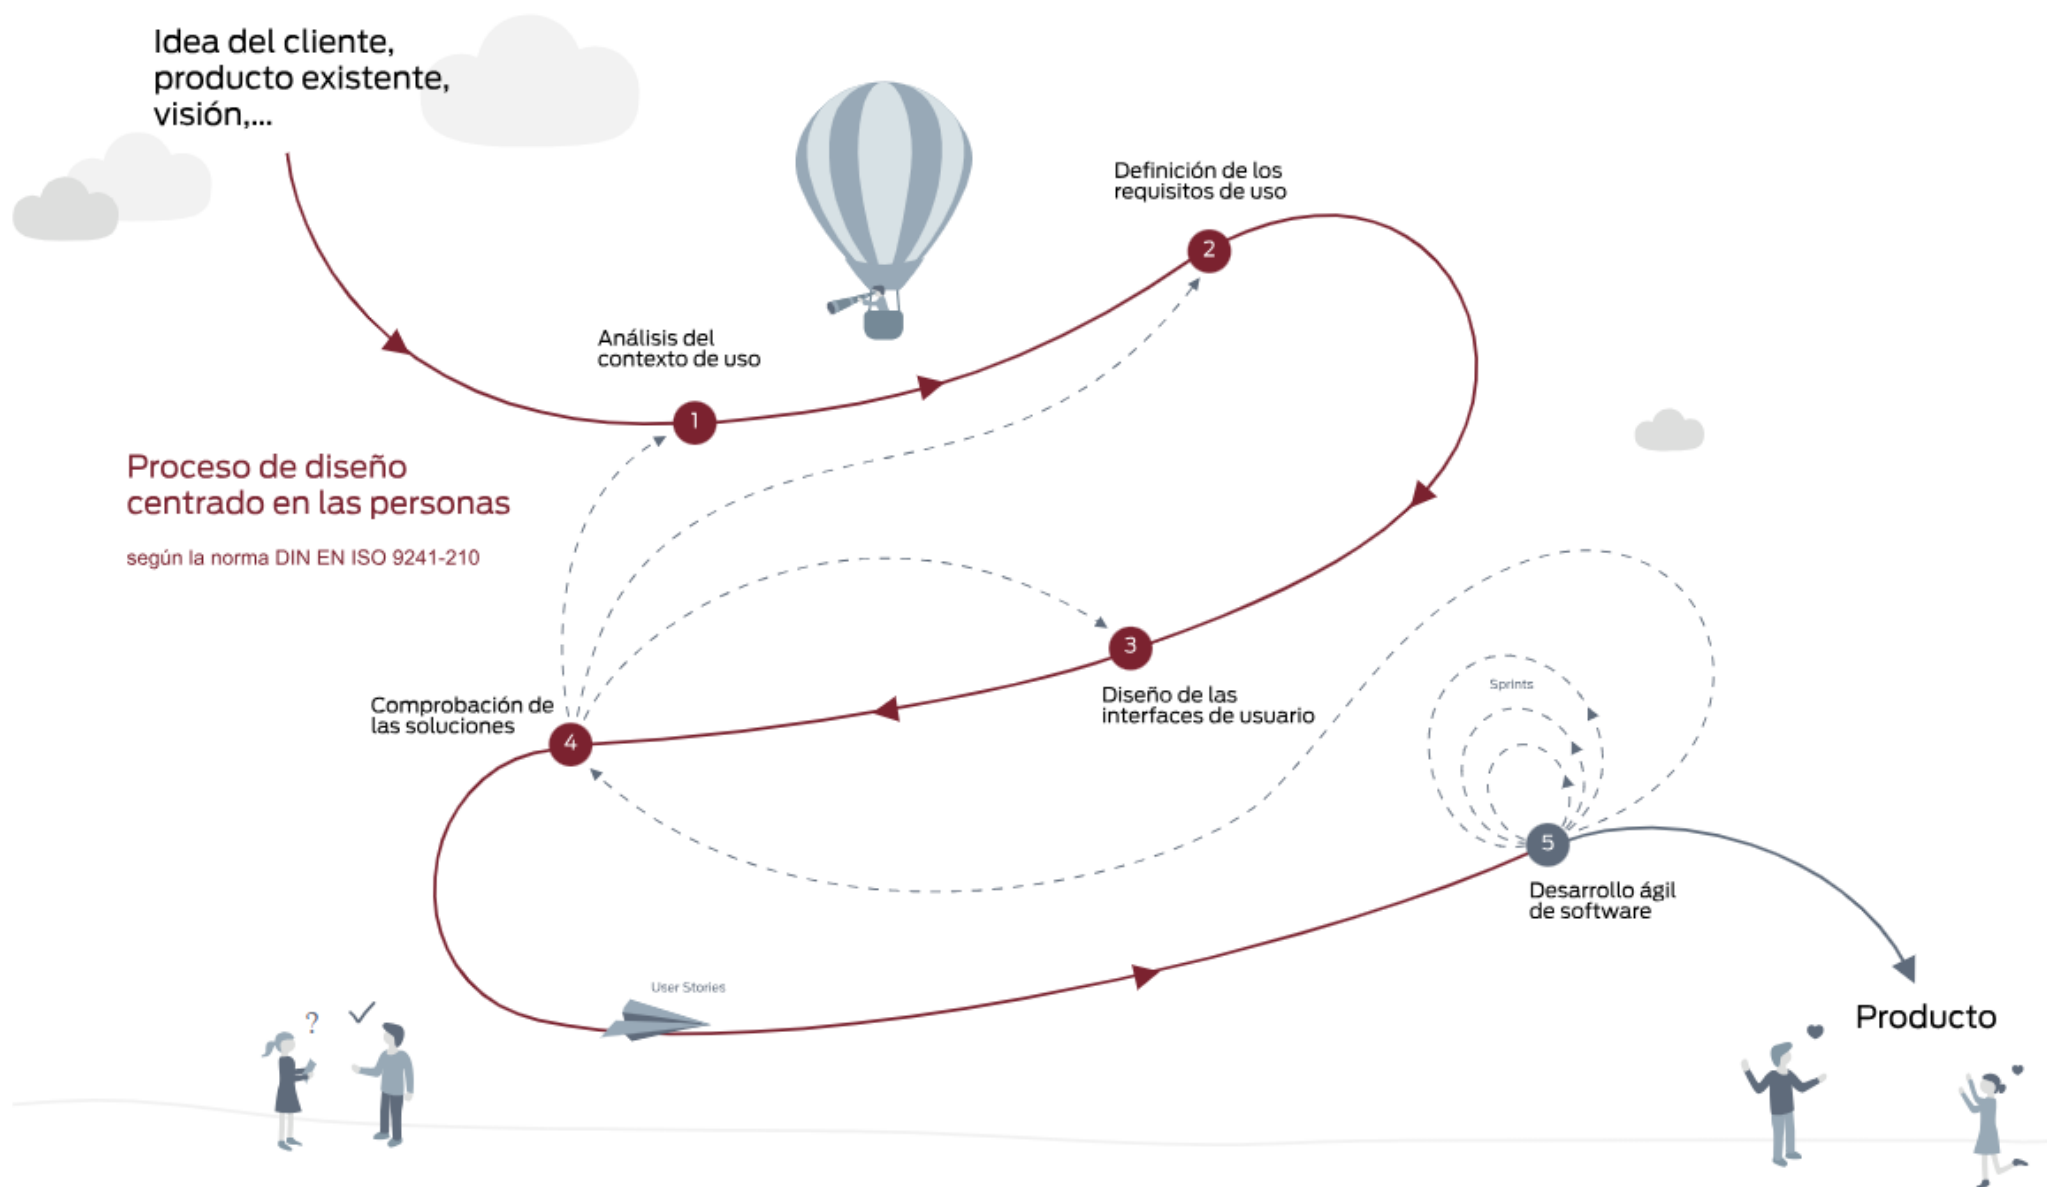 Idea del cliente,
producto existente,
visión,...
Definición de los
requisitos de uso
2
Análisis del
contexto de uso
1
Proceso de diseño
centrado en las personas
según la norma DIN EN ISO 9241-210
3
Diseño de las
interfaces de usuario
Sprints
Comprobación de
las soluciones
4
5
Desarrollo ágil
de software
User Stories
?
Producto